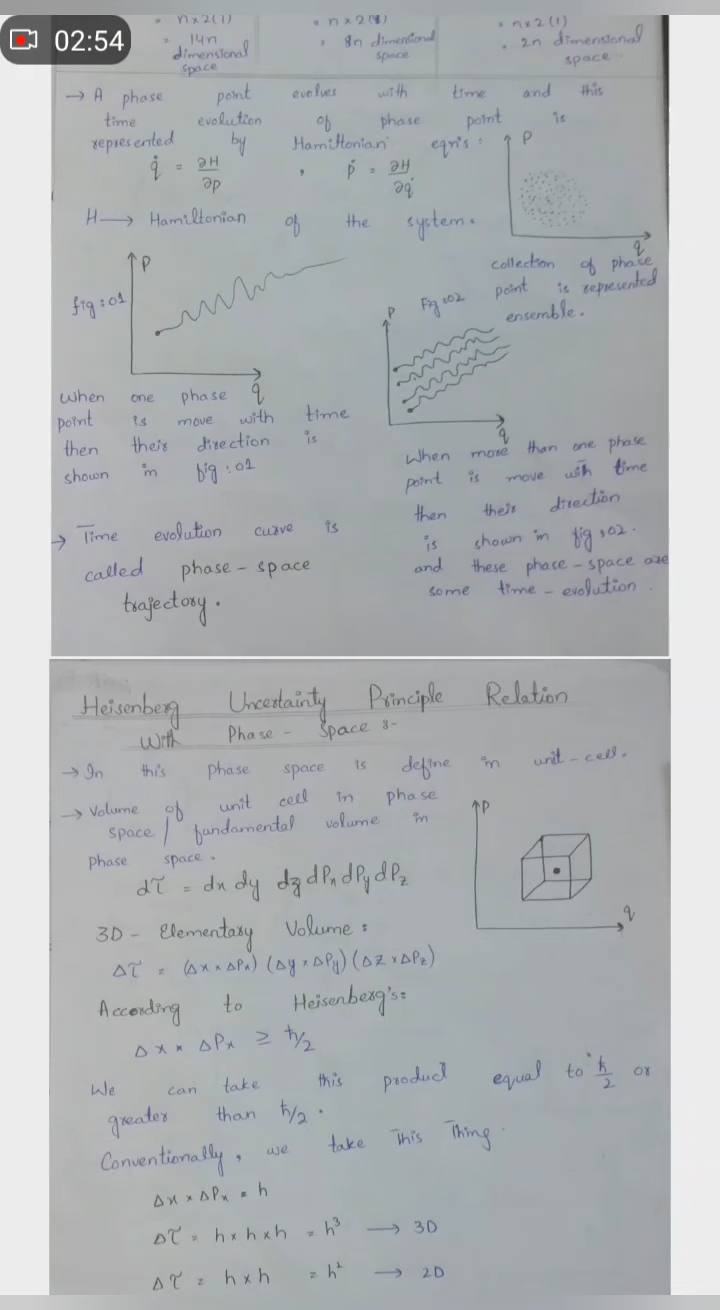 02:54
= n×2(7)
= 14n
dimensional
space
= n×2(4)
= 8n dimensional
space
= n×2(1)
= 2n dimensional
space
→ A phase point evolves with time and this
time evolution of phase point is
represented by Hamiltonian eqn's :
q̇ = ∂H/∂p , ṗ = ∂H/∂q
H → Hamiltonian of the system.
P
q
collection of phase
point is represented
ensemble.
fig:01
P
q
When one phase
point is move with time
then their direction is
shown in fig:01
Fig:02
P
q
When more than one phase
point is move with time
then their direction
is shown in fig:02.
and these phase-space are
some time-evolution.
→ Time evolution curve is
called phase-space
trajectory.
Heisenberg Uncertainty Principle Relation
With Phase-Space :-
→ In this phase space is define in unit-cell.
→ Volume of unit cell in phase
space / fundamental volume in
phase space.
P
q
dτ = dx dy dz dPx dPy dPz
3D - Elementary Volume :
Δτ = (Δx × ΔPx) (Δy × ΔPy) (Δz × ΔPz)
According to Heisenberg's:
Δx × ΔPx ≥ ħ/2
We can take this product equal to ħ/2 or
greater than ħ/2.
Conventionally, we take This Thing.
Δx × ΔPx = h
Δτ = h×h×h = h³ → 3D
Δτ = h×h = h² → 2D